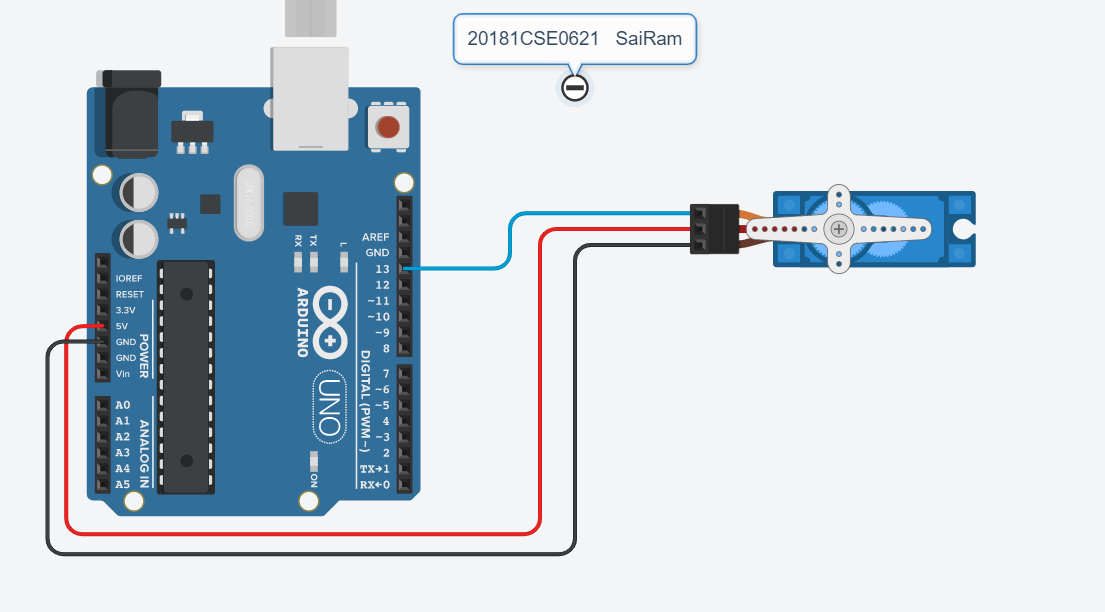 20181CSE0621 SaiRam
AREF
GND
13
12
~11
~10
~9
8
7
~6
~5
4
~3
2
TX→1
RX←0
DIGITAL (PWM~)
IOREF
RESET
3.3V
5V
GND
GND
Vin
POWER
A0
A1
A2
A3
A4
A5
ANALOG IN
RX
TX
L
ARDUINO
UNO
ON